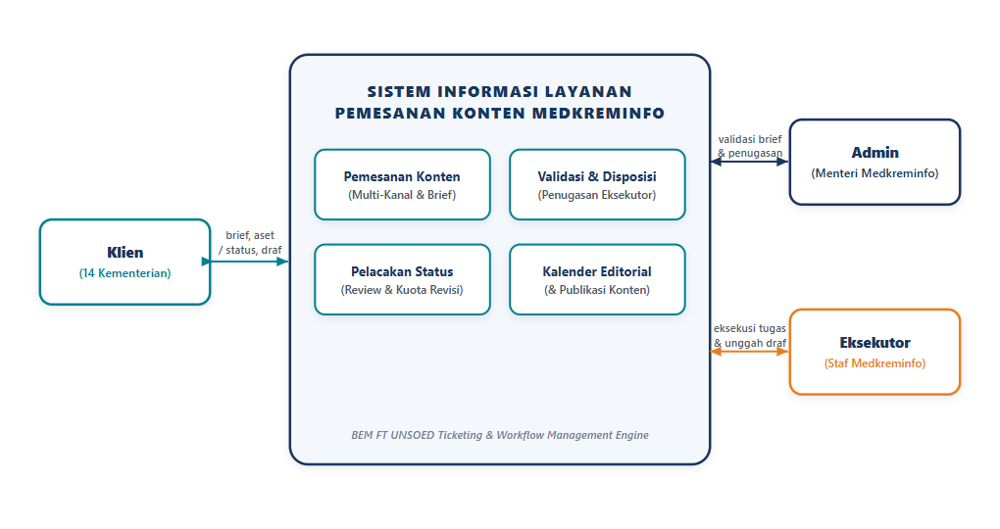 SISTEM INFORMASI LAYANAN
PEMESANAN KONTEN MEDKREMINFO
Pemesanan Konten
(Multi-Kanal & Brief)
Validasi & Disposisi
(Penugasan Eksekutor)
Pelacakan Status
(Review & Kuota Revisi)
Kalender Editorial
(& Publikasi Konten)
BEM FT UNSOED Ticketing & Workflow Management Engine
Klien
(14 Kementerian)
brief, aset
/ status, draf
validasi brief
& penugasan
Admin
(Menteri Medkreminfo)
eksekusi tugas
& unggah draf
Eksekutor
(Staf Medkreminfo)